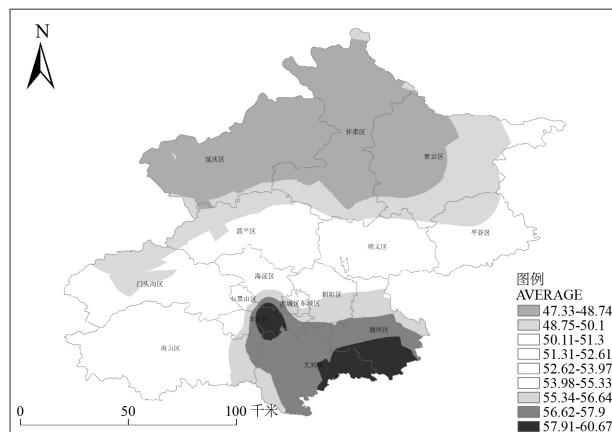 N
怀柔区
密云区
延庆区
昌平区
顺义区
平谷区
门头沟区
海淀区
朝阳区
石景山区
东城区
通州区
房山区
大兴
图例
AVERAGE
47.33-48.74
48.75-50.1
50.11-51.3
51.31-52.61
52.62-53.97
53.98-55.33
55.34-56.64
56.62-57.9
57.91-60.67
0 50 100 千米